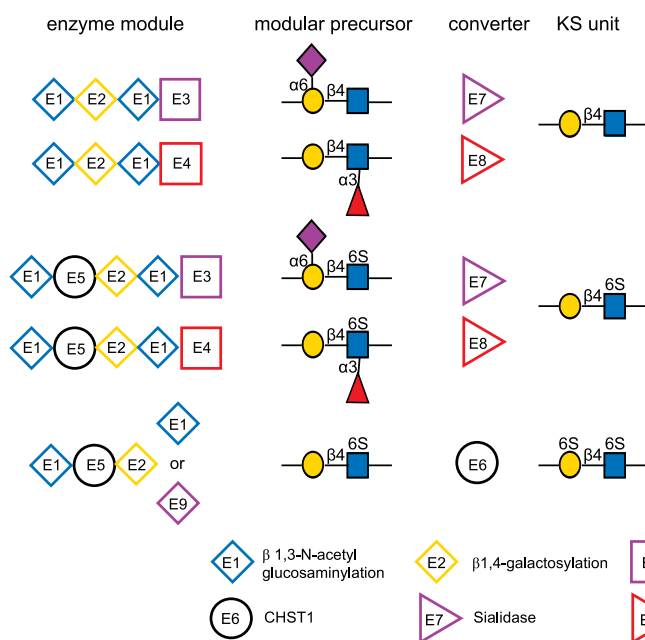 enzyme module modular precursor converter KS unit
α6 β4
E1 E2 E1 E3 E7 β4
E1 E2 E1 E4 β4 E8
α3
α6 β4 6S
E1 E5 E2 E1 E3 E7 6S
β4
E1 E5 E2 E1 E4 β4 6S E8
α3
E1
E1 E5 E2 or β4 6S E6 6S β4 6S
E9
E1 β 1,3-N-acetyl glucosaminylation E2 β1,4-galactosylation E
E6 CHST1 E7 Sialidase